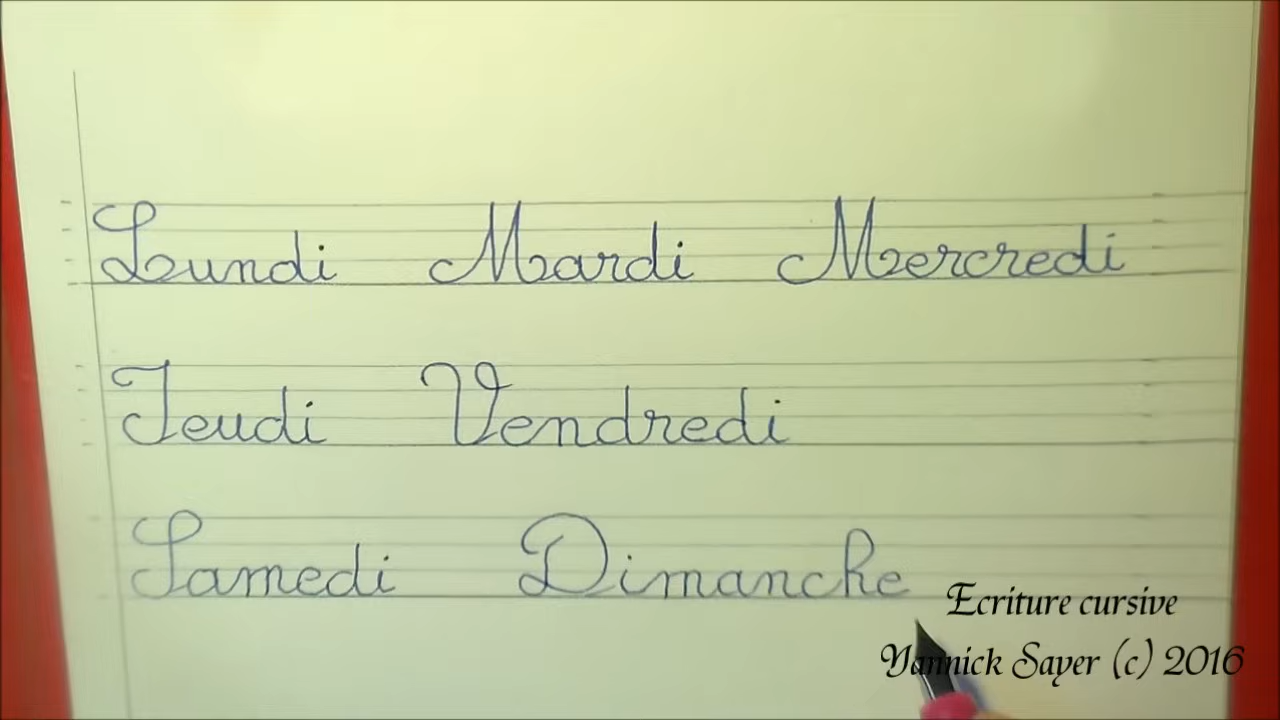 Lundi Mardi Mercredi
Jeudi Vendredi
Samedi Dimanche
Ecriture cursive
Yannick Sayer (c) 2016